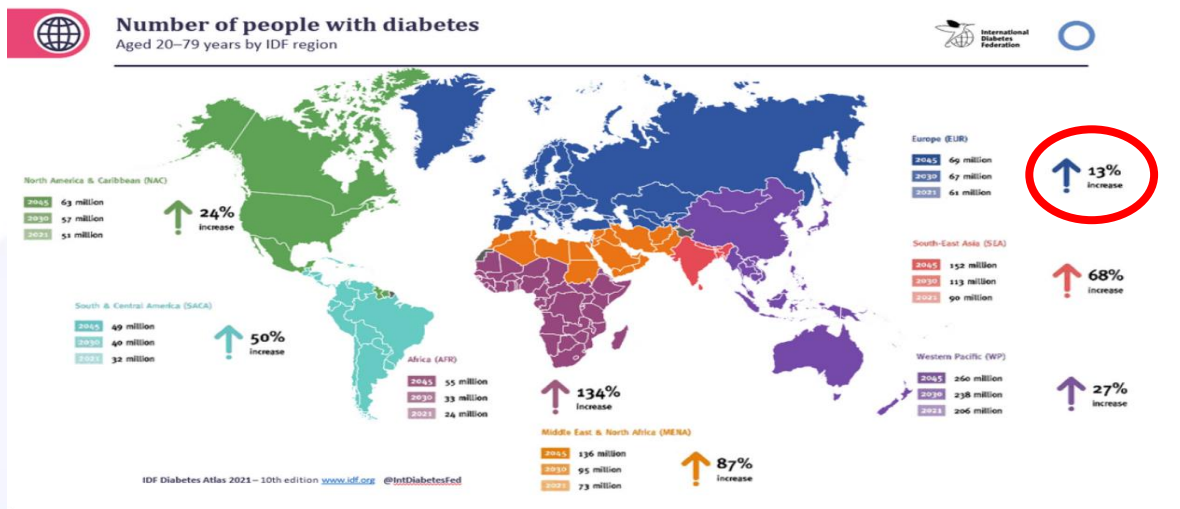 Number of people with diabetes
Aged 20–79 years by IDF region
International
Diabetes
Federation
North America & Caribbean (NAC)
2045 63 million
2030 57 million
2021 51 million
24%
increase
South & Central America (SACA)
2045 49 million
2030 40 million
2021 32 million
50%
increase
Africa (AFR)
2045 55 million
2030 33 million
2021 24 million
134%
increase
Middle East & North Africa (MENA)
2045 136 million
2030 95 million
2021 73 million
87%
increase
Europe (EUR)
2045 69 million
2030 67 million
2021 61 million
13%
increase
South-East Asia (SEA)
2045 152 million
2030 113 million
2021 90 million
68%
increase
Western Pacific (WP)
2045 260 million
2030 238 million
2021 206 million
27%
increase
IDF Diabetes Atlas 2021 – 10th edition www.idf.org @IntDiabetesFed